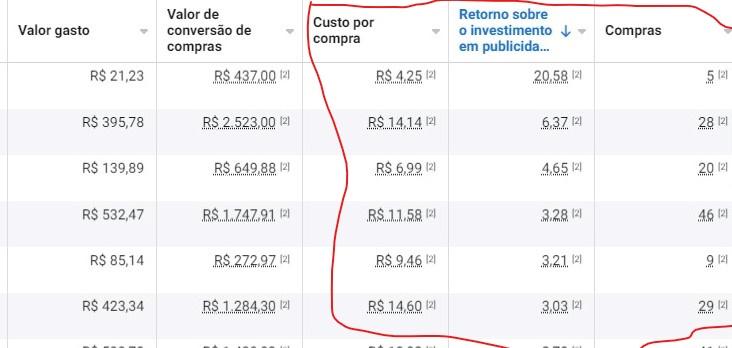 Valor gasto Valor de conversão de compras Custo por compra Retorno sobre o investimento em publicida... Compras
R$ 21,23 R$ 437,00 [2] R$ 4,25 [2] 20,58 [2] 5 [2]
R$ 395,78 R$ 2.523,00 [2] R$ 14,14 [2] 6,37 [2] 28 [2]
R$ 139,89 R$ 649,88 [2] R$ 6,99 [2] 4,65 [2] 20 [2]
R$ 532,47 R$ 1.747,91 [2] R$ 11,58 [2] 3,28 [2] 46 [2]
R$ 85,14 R$ 272,97 [2] R$ 9,46 [2] 3,21 [2] 9 [2]
R$ 423,34 R$ 1.284,30 [2] R$ 14,60 [2] 3,03 [2] 29 [2]